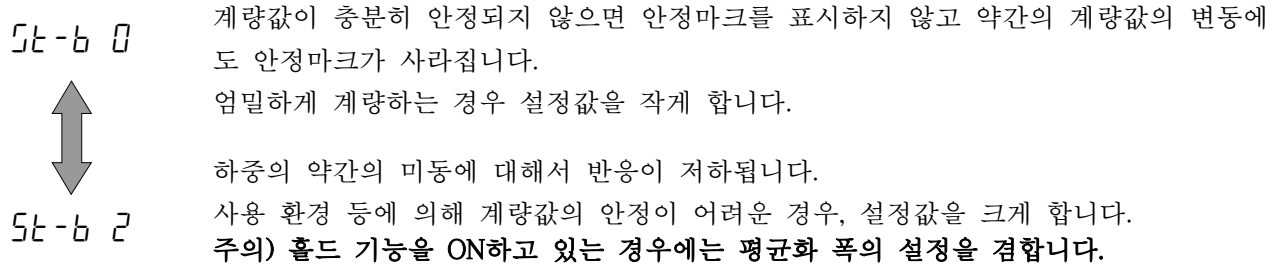 St-b 0
계량값이 충분히 안정되지 않으면 안정마크를 표시하지 않고 약간의 계량값의 변동에
도 안정마크가 사라집니다.
엄밀하게 계량하는 경우 설정값을 작게 합니다.
하중의 약간의 미동에 대해서 반응이 저하됩니다.
St-b 2
사용 환경 등에 의해 계량값의 안정이 어려운 경우, 설정값을 크게 합니다.
주의) 홀드 기능을 ON하고 있는 경우에는 평균화 폭의 설정을 겸합니다.